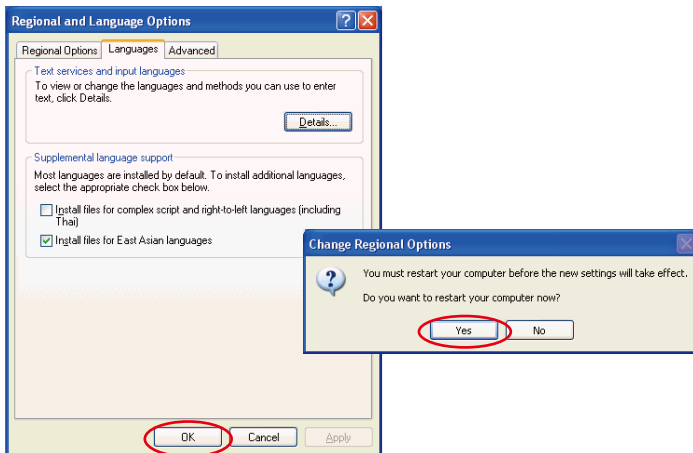 Regional and Language Options
Regional Options
Languages
Advanced
Text services and input languages
To view or change the languages and methods you can use to enter
text, click Details.
Details...
Supplemental language support
Most languages are installed by default. To install additional languages,
select the appropriate check box below.
Install files for complex script and right-to-left languages (including
Thai)
Install files for East Asian languages
OK
Cancel
Apply
Change Regional Options
You must restart your computer before the new settings will take effect.
Do you want to restart your computer now?
Yes
No